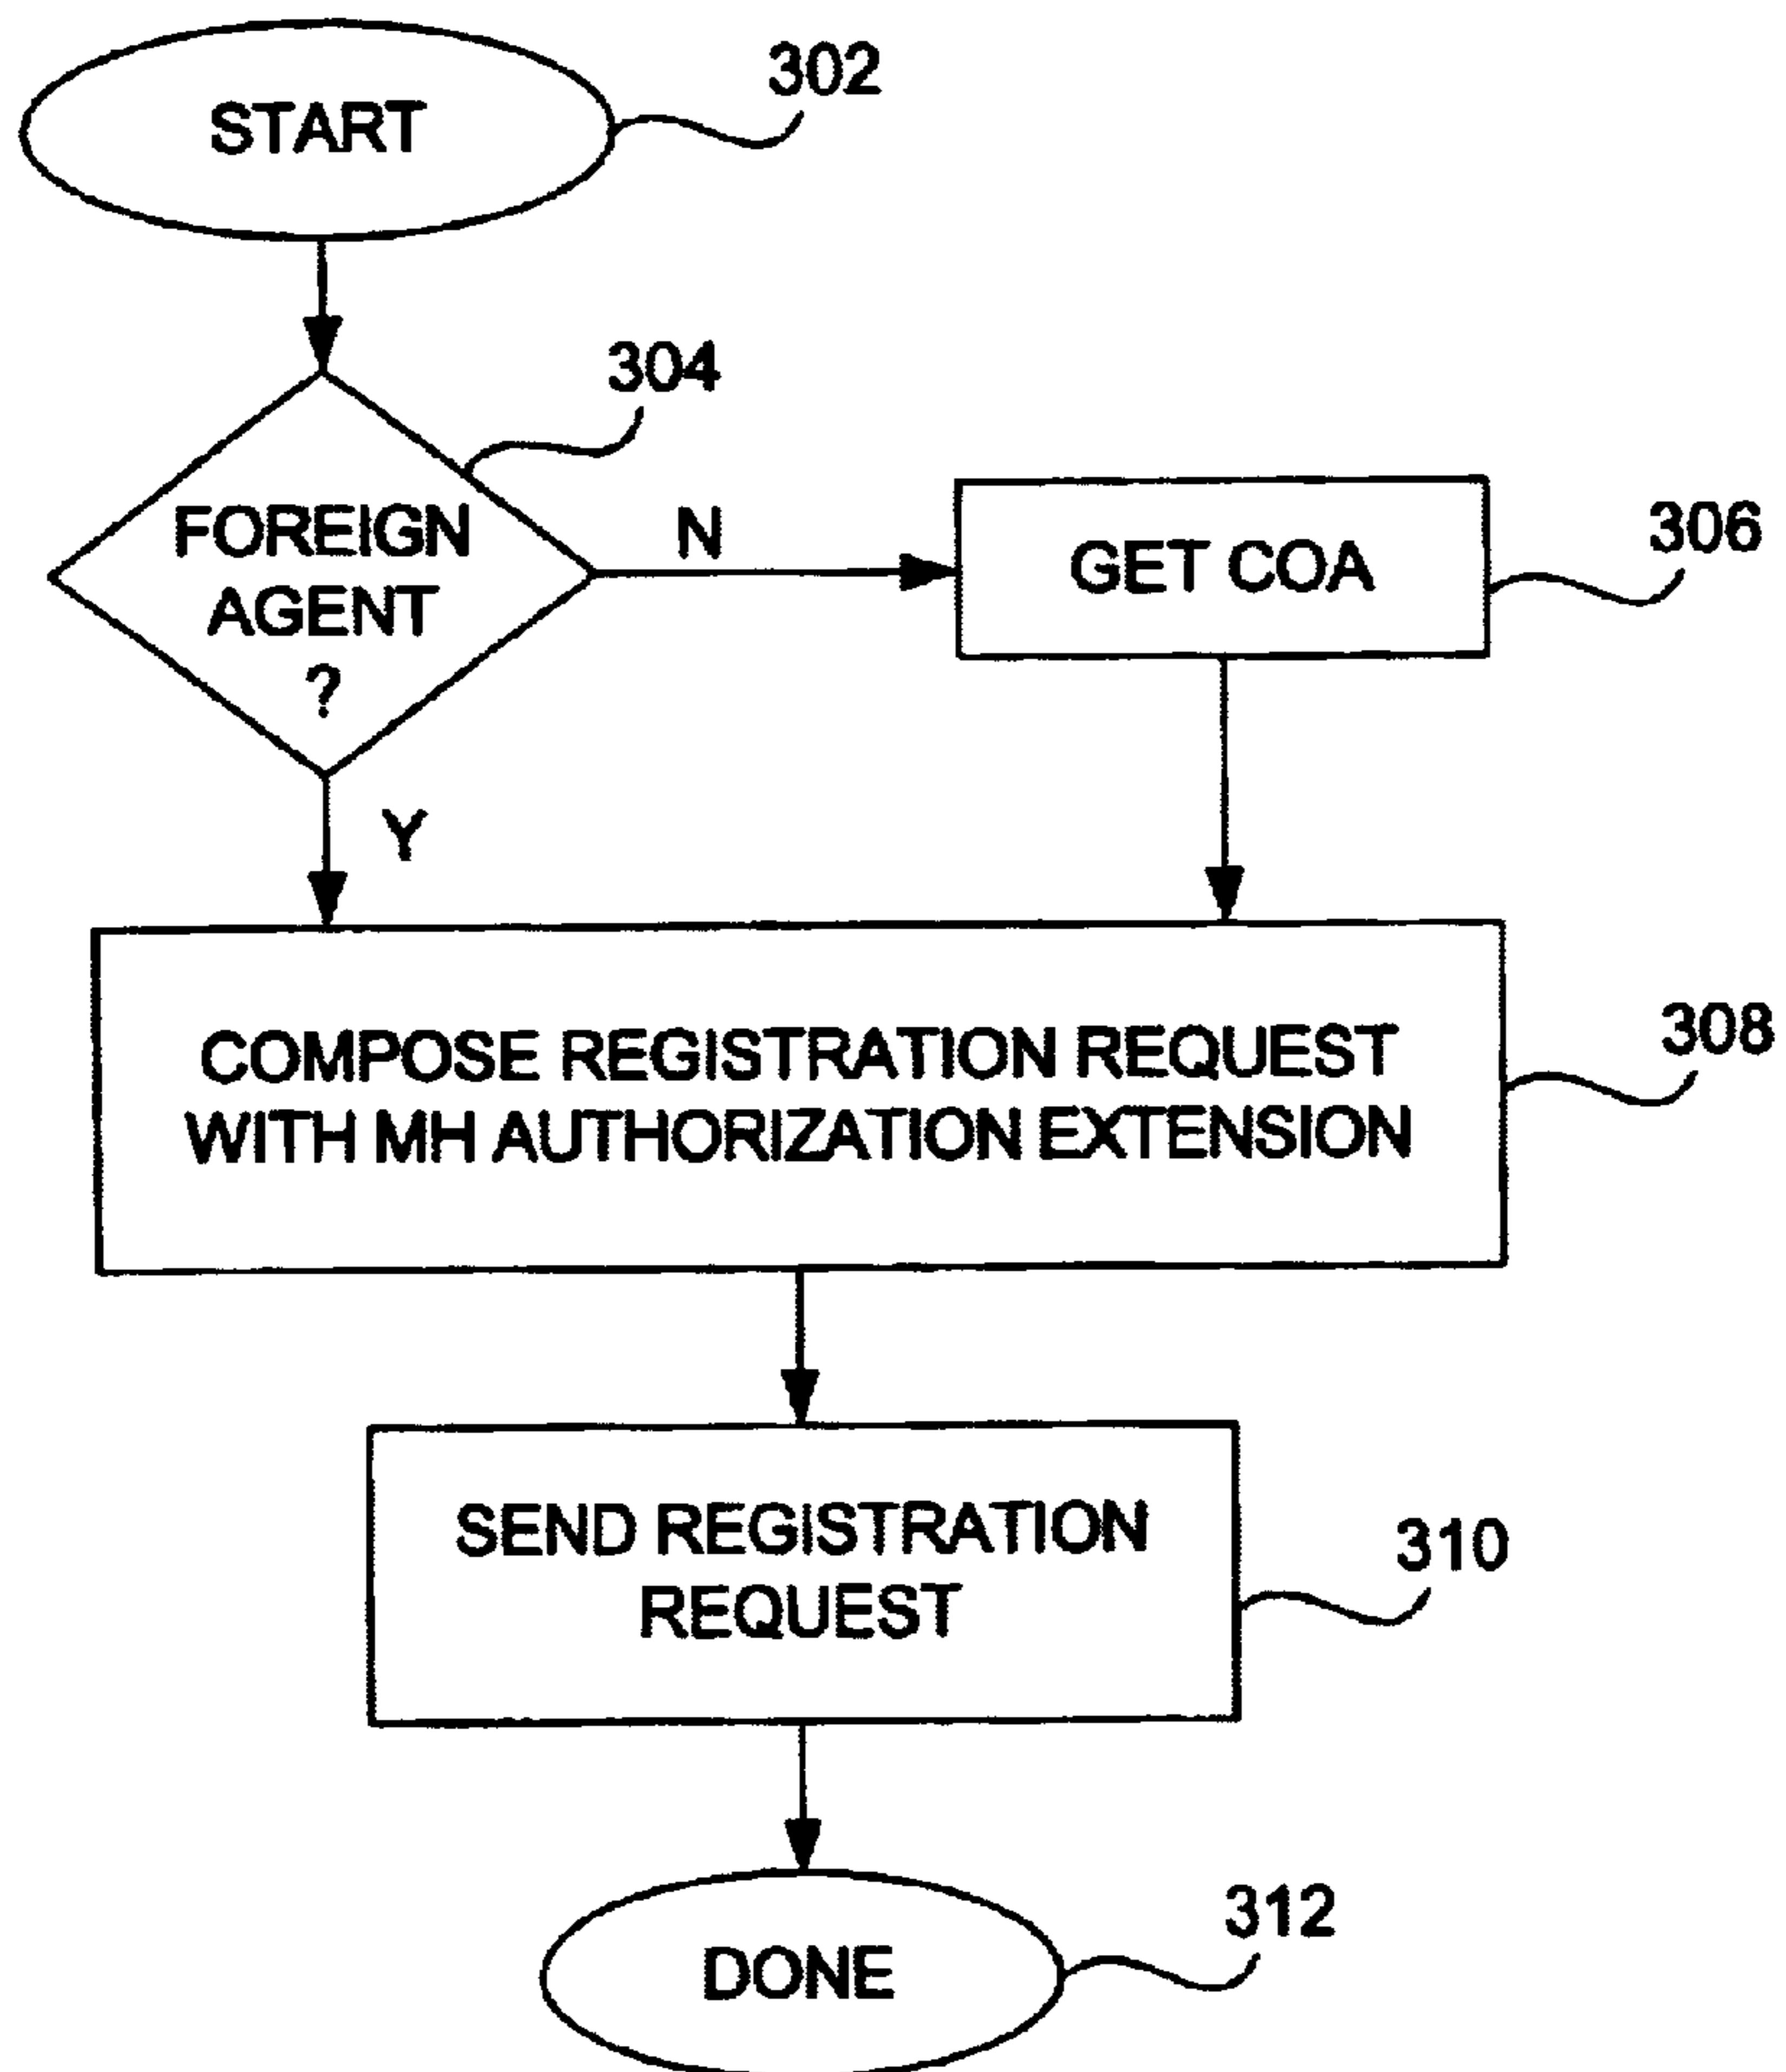 START
302
304
FOREIGN
AGENT
?
N
GET COA
306
Y
COMPOSE REGISTRATION REQUEST
WITH MH AUTHORIZATION EXTENSION
308
SEND REGISTRATION
REQUEST
310
DONE
312